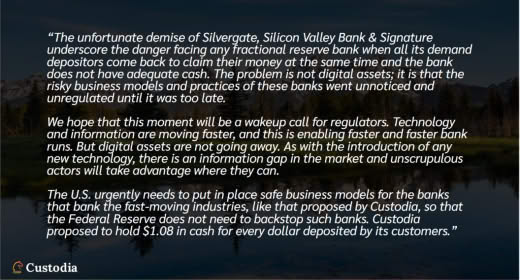 “The unfortunate demise of Silvergate, Silicon Valley Bank & Signature
underscore the danger facing any fractional reserve bank when all its demand
depositors come back to claim their money at the same time and the bank
does not have adequate cash. The problem is not digital assets; it is that the
risky business models and practices of these banks went unnoticed and
unregulated until it was too late.
We hope that this moment will be a wakeup call for regulators. Technology
and information are moving faster, and this is enabling faster and faster bank
runs. But digital assets are not going away. As with the introduction of any
new technology, there is an information gap in the market and unscrupulous
actors will take advantage where they can.
The U.S. urgently needs to put in place safe business models for the banks
that bank the fast-moving industries, like that proposed by Custodia, so that
the Federal Reserve does not need to backstop such banks. Custodia
proposed to hold $1.08 in cash for every dollar deposited by its customers.”
Custodia